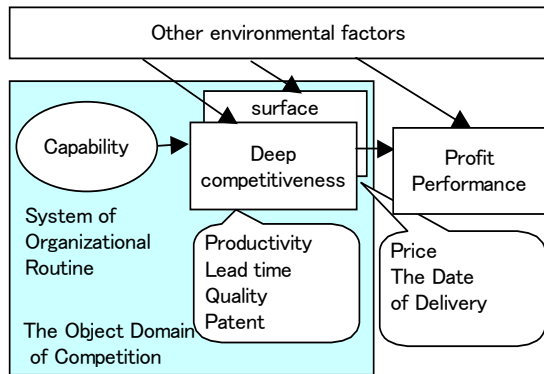 Other environmental factors
surface
Capability
Deep
competitiveness
Profit
Performance
System of
Organizational
Routine
Productivity
Lead time
Quality
Patent
Price
The Date
of Delivery
The Object Domain
of Competition